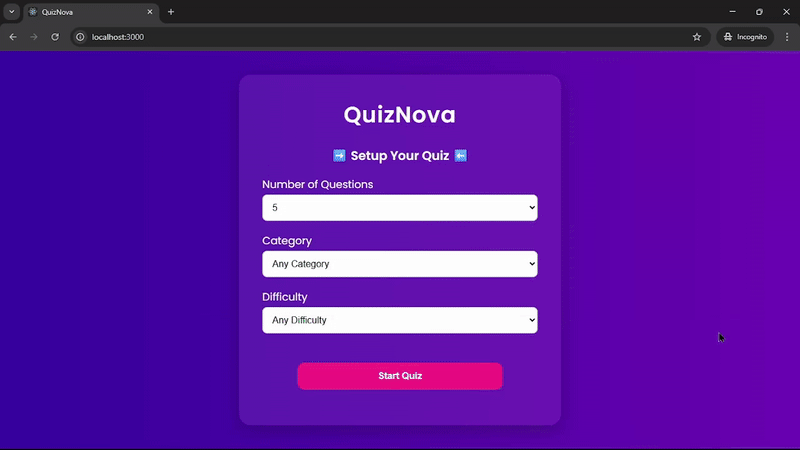 QuizNova
localhost:3000
Incognito
QuizNova
➡️ Setup Your Quiz ⬅️
Number of Questions
5
Category
Any Category
Difficulty
Any Difficulty
Start Quiz